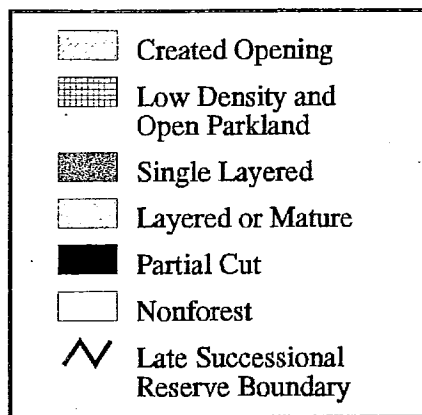 Created Opening
Low Density and
Open Parkland
Single Layered
Layered or Mature
Partial Cut
Nonforest
Late Successional
Reserve Boundary